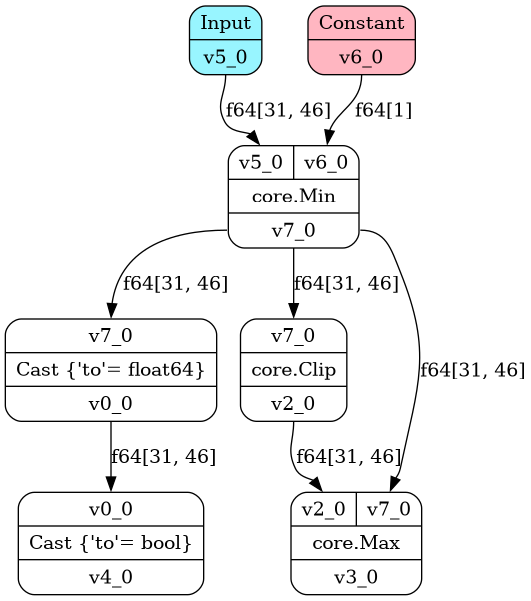 Input
v5_0
Constant
v6_0
f64[31, 46]
f64[1]
v5_0
v6_0
core.Min
v7_0
f64[31, 46]
f64[31, 46]
f64[31, 46]
v7_0
Cast {'to'= float64}
v0_0
v7_0
core.Clip
v2_0
f64[31, 46]
f64[31, 46]
v0_0
Cast {'to'= bool}
v4_0
v2_0
v7_0
core.Max
v3_0